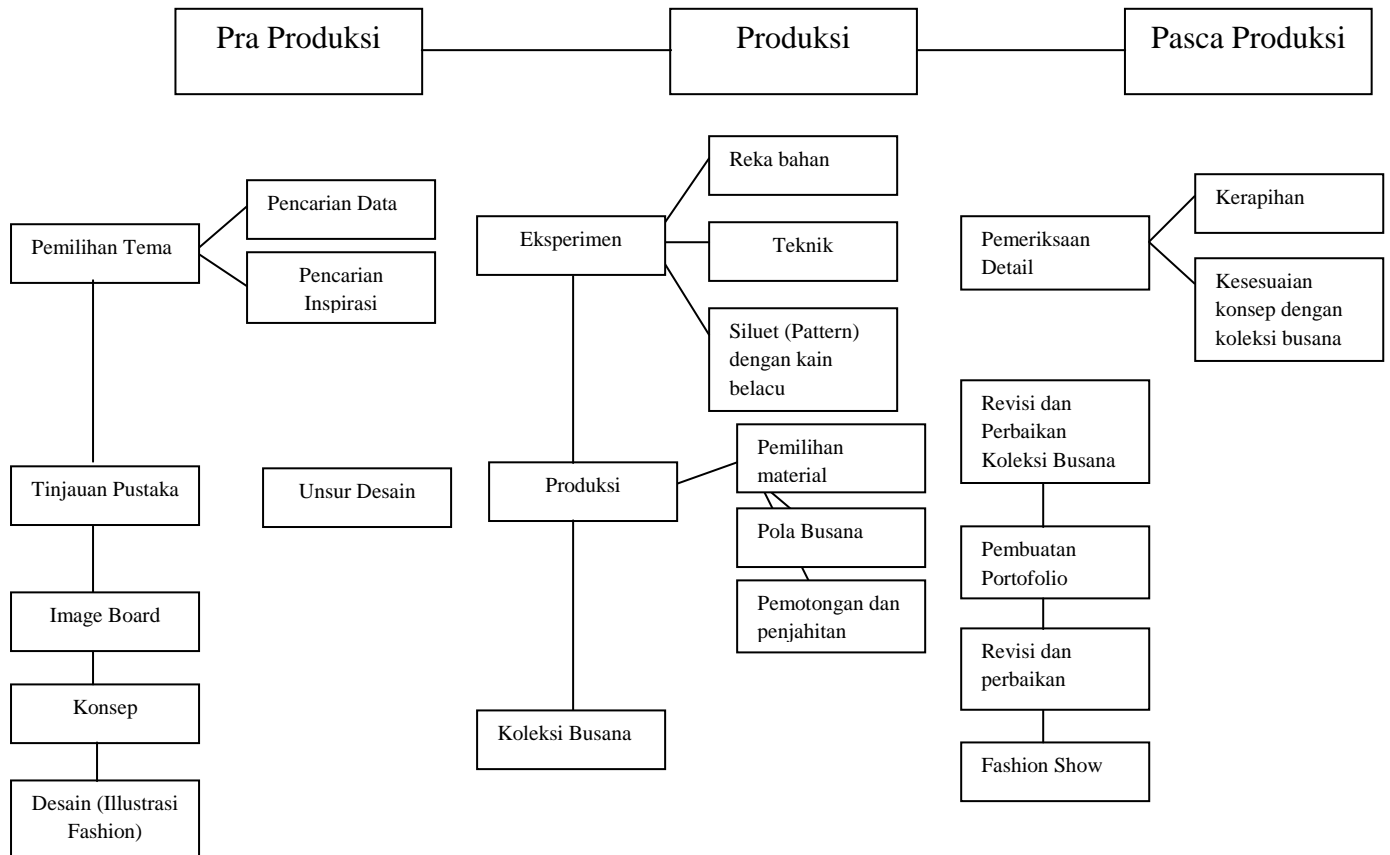 Pra Produksi
Produksi
Pasca Produksi
Pemilihan Tema
Pencarian Data
Pencarian
Inspirasi
Tinjauan Pustaka
Unsur Desain
Image Board
Konsep
Desain (Illustrasi
Fashion)
Eksperimen
Reka bahan
Teknik
Siluet (Pattern)
dengan kain
belacu
Produksi
Pemilihan
material
Pola Busana
Pemotongan dan
penjahitan
Koleksi Busana
Pemeriksaan
Detail
Kerapihan
Kesesuaian
konsep dengan
koleksi busana
Revisi dan
Perbaikan
Koleksi Busana
Pembuatan
Portofolio
Revisi dan
perbaikan
Fashion Show